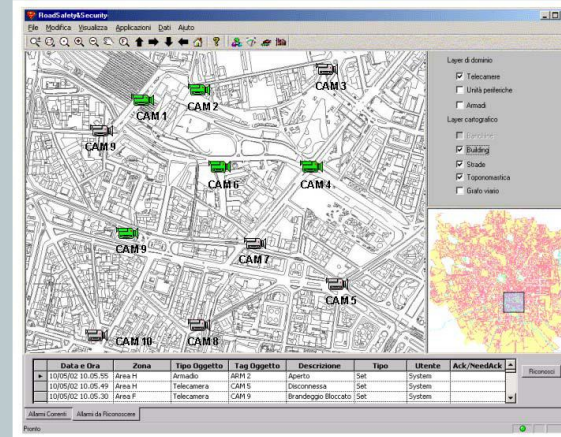 RoadSafety&Security
File Modifica Visualizza Applicazioni Dati Aiuto
Layer di dominio
Telecamere
Unità periferiche
Armadi
Layer cartografico
Building
Strade
Toponomastica
Grafo viario
CAM 3
CAM 2
CAM 1
CAM 9
CAM 6
CAM 4
CAM 9
CAM 7
CAM 5
CAM 10
CAM 8
Data e Ora Zona Tipo Oggetto Tag Oggetto Descrizione Tipo Utente Ack/NeedAck
10/05/02 10.05.55 Area H Armadio ARM 2 Aperto Set System
10/05/02 10.05.49 Area H Telecamera CAM 5 Disconnessa Set System
10/05/02 10.05.30 Area F Telecamera CAM 9 Brandeggio Bloccato Set System
Riconosci
Allarmi Correnti Allarmi da Riconoscere
Pronto